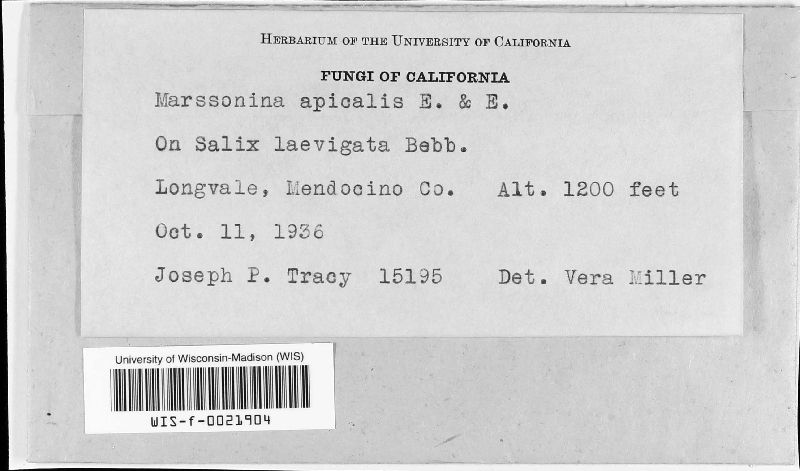 HERBARIUM OF THE UNIVERSITY OF CALIFORNIA
FUNGI OF CALIFORNIA
Marssonina apicalis E. & E.
On Salix laevigata Bebb.
Longvale, Mendocino Co. Alt. 1200 feet
Oct. 11, 1936
Joseph P. Tracy 15195 Det. Vera Miller
University of Wisconsin-Madison (WIS)
WIS-f-0021904